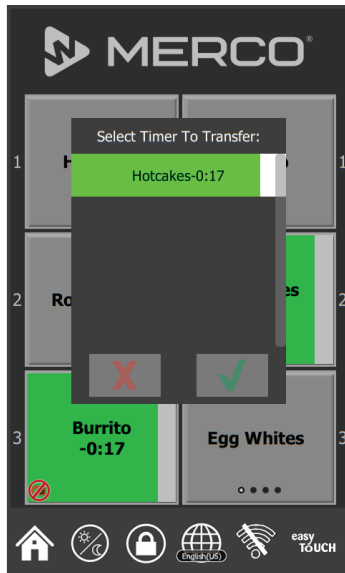 MERCO®
Select Timer To Transfer:
Hotcakes-0:17
1
1
2
2
3
Burrito
-0:17
Egg Whites
3
English(US)
easy
TōUCH